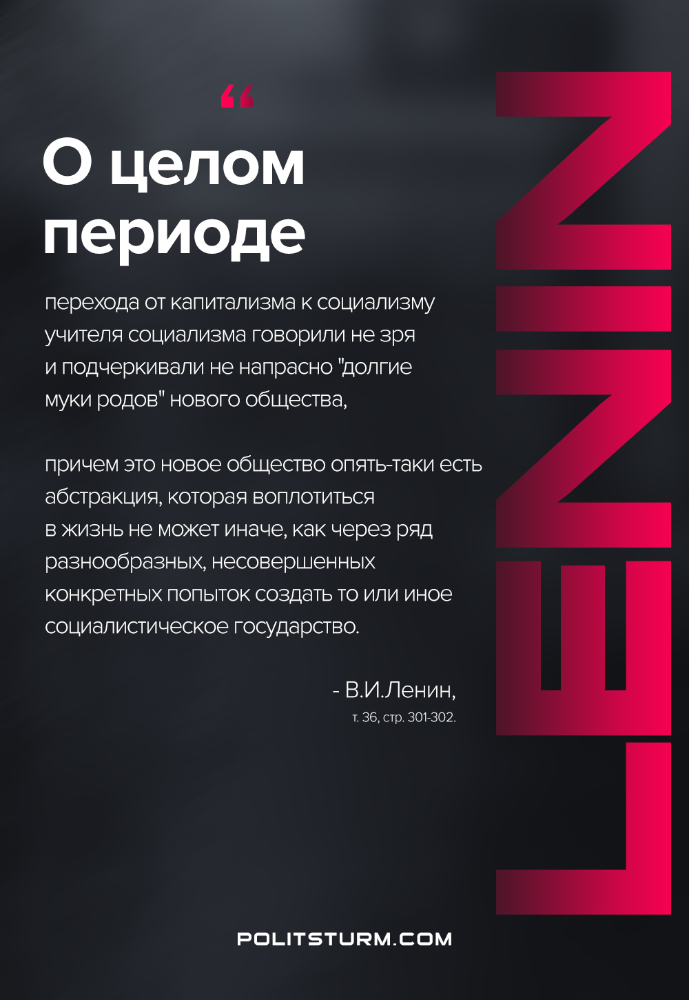 “
О целом
периоде
перехода от капитализма к социализму
учителя социализма говорили не зря
и подчеркивали не напрасно "долгие
муки родов" нового общества,
причем это новое общество опять-таки есть
абстракция, которая воплотиться
в жизнь не может иначе, как через ряд
разнообразных, несовершенных
конкретных попыток создать то или иное
социалистическое государство.
- В.И.Ленин,
т. 36, стр. 301-302.
LENIN
POLITSTURM.COM